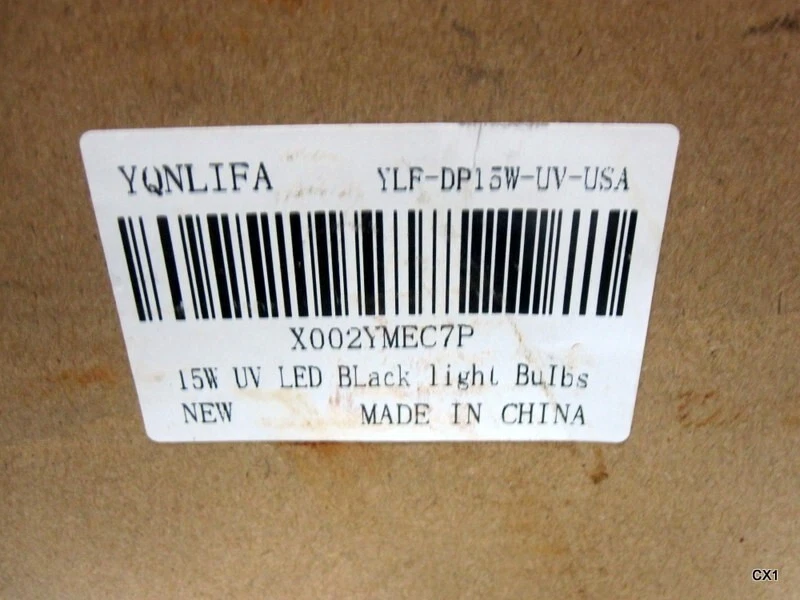 YQNLIFA YLF-DP15W-UV-USA
X002YMEC7P
15W UV LED BLack light BuIbs
NEW MADE IN CHINA
CX1